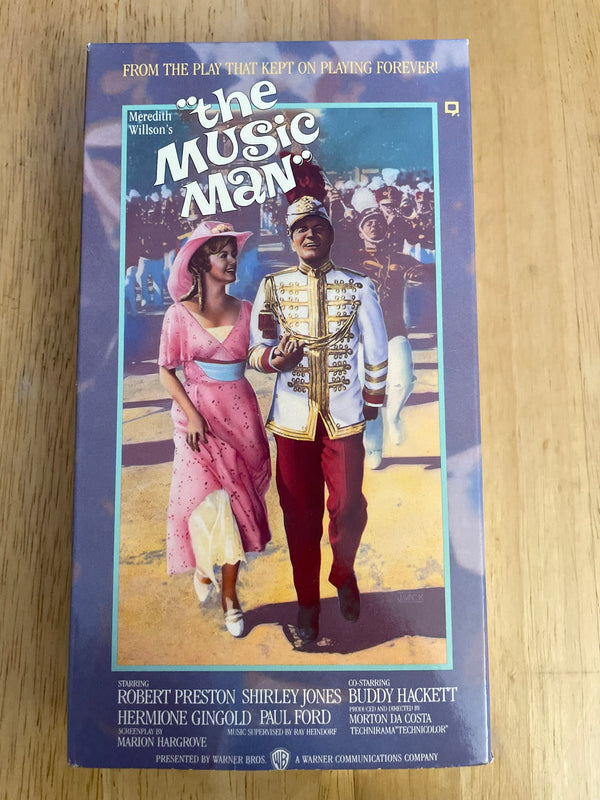 FROM THE PLAY THAT KEPT ON PLAYING FOREVER!
Meredith
Willson's
"the
MUSIC
MAN"
STARRING
ROBERT PRESTON SHIRLEY JONES
HERMIONE GINGOLD PAUL FORD
SCREENPLAY BY
MARION HARGROVE
MUSIC SUPERVISED BY RAY HEINDORF
CO-STARRING
BUDDY HACKETT
PRODUCED AND DIRECTED BY
MORTON DA COSTA
TECHNIRAMA® TECHNICOLOR®
PRESENTED BY WARNER BROS. WB A WARNER COMMUNICATIONS COMPANY